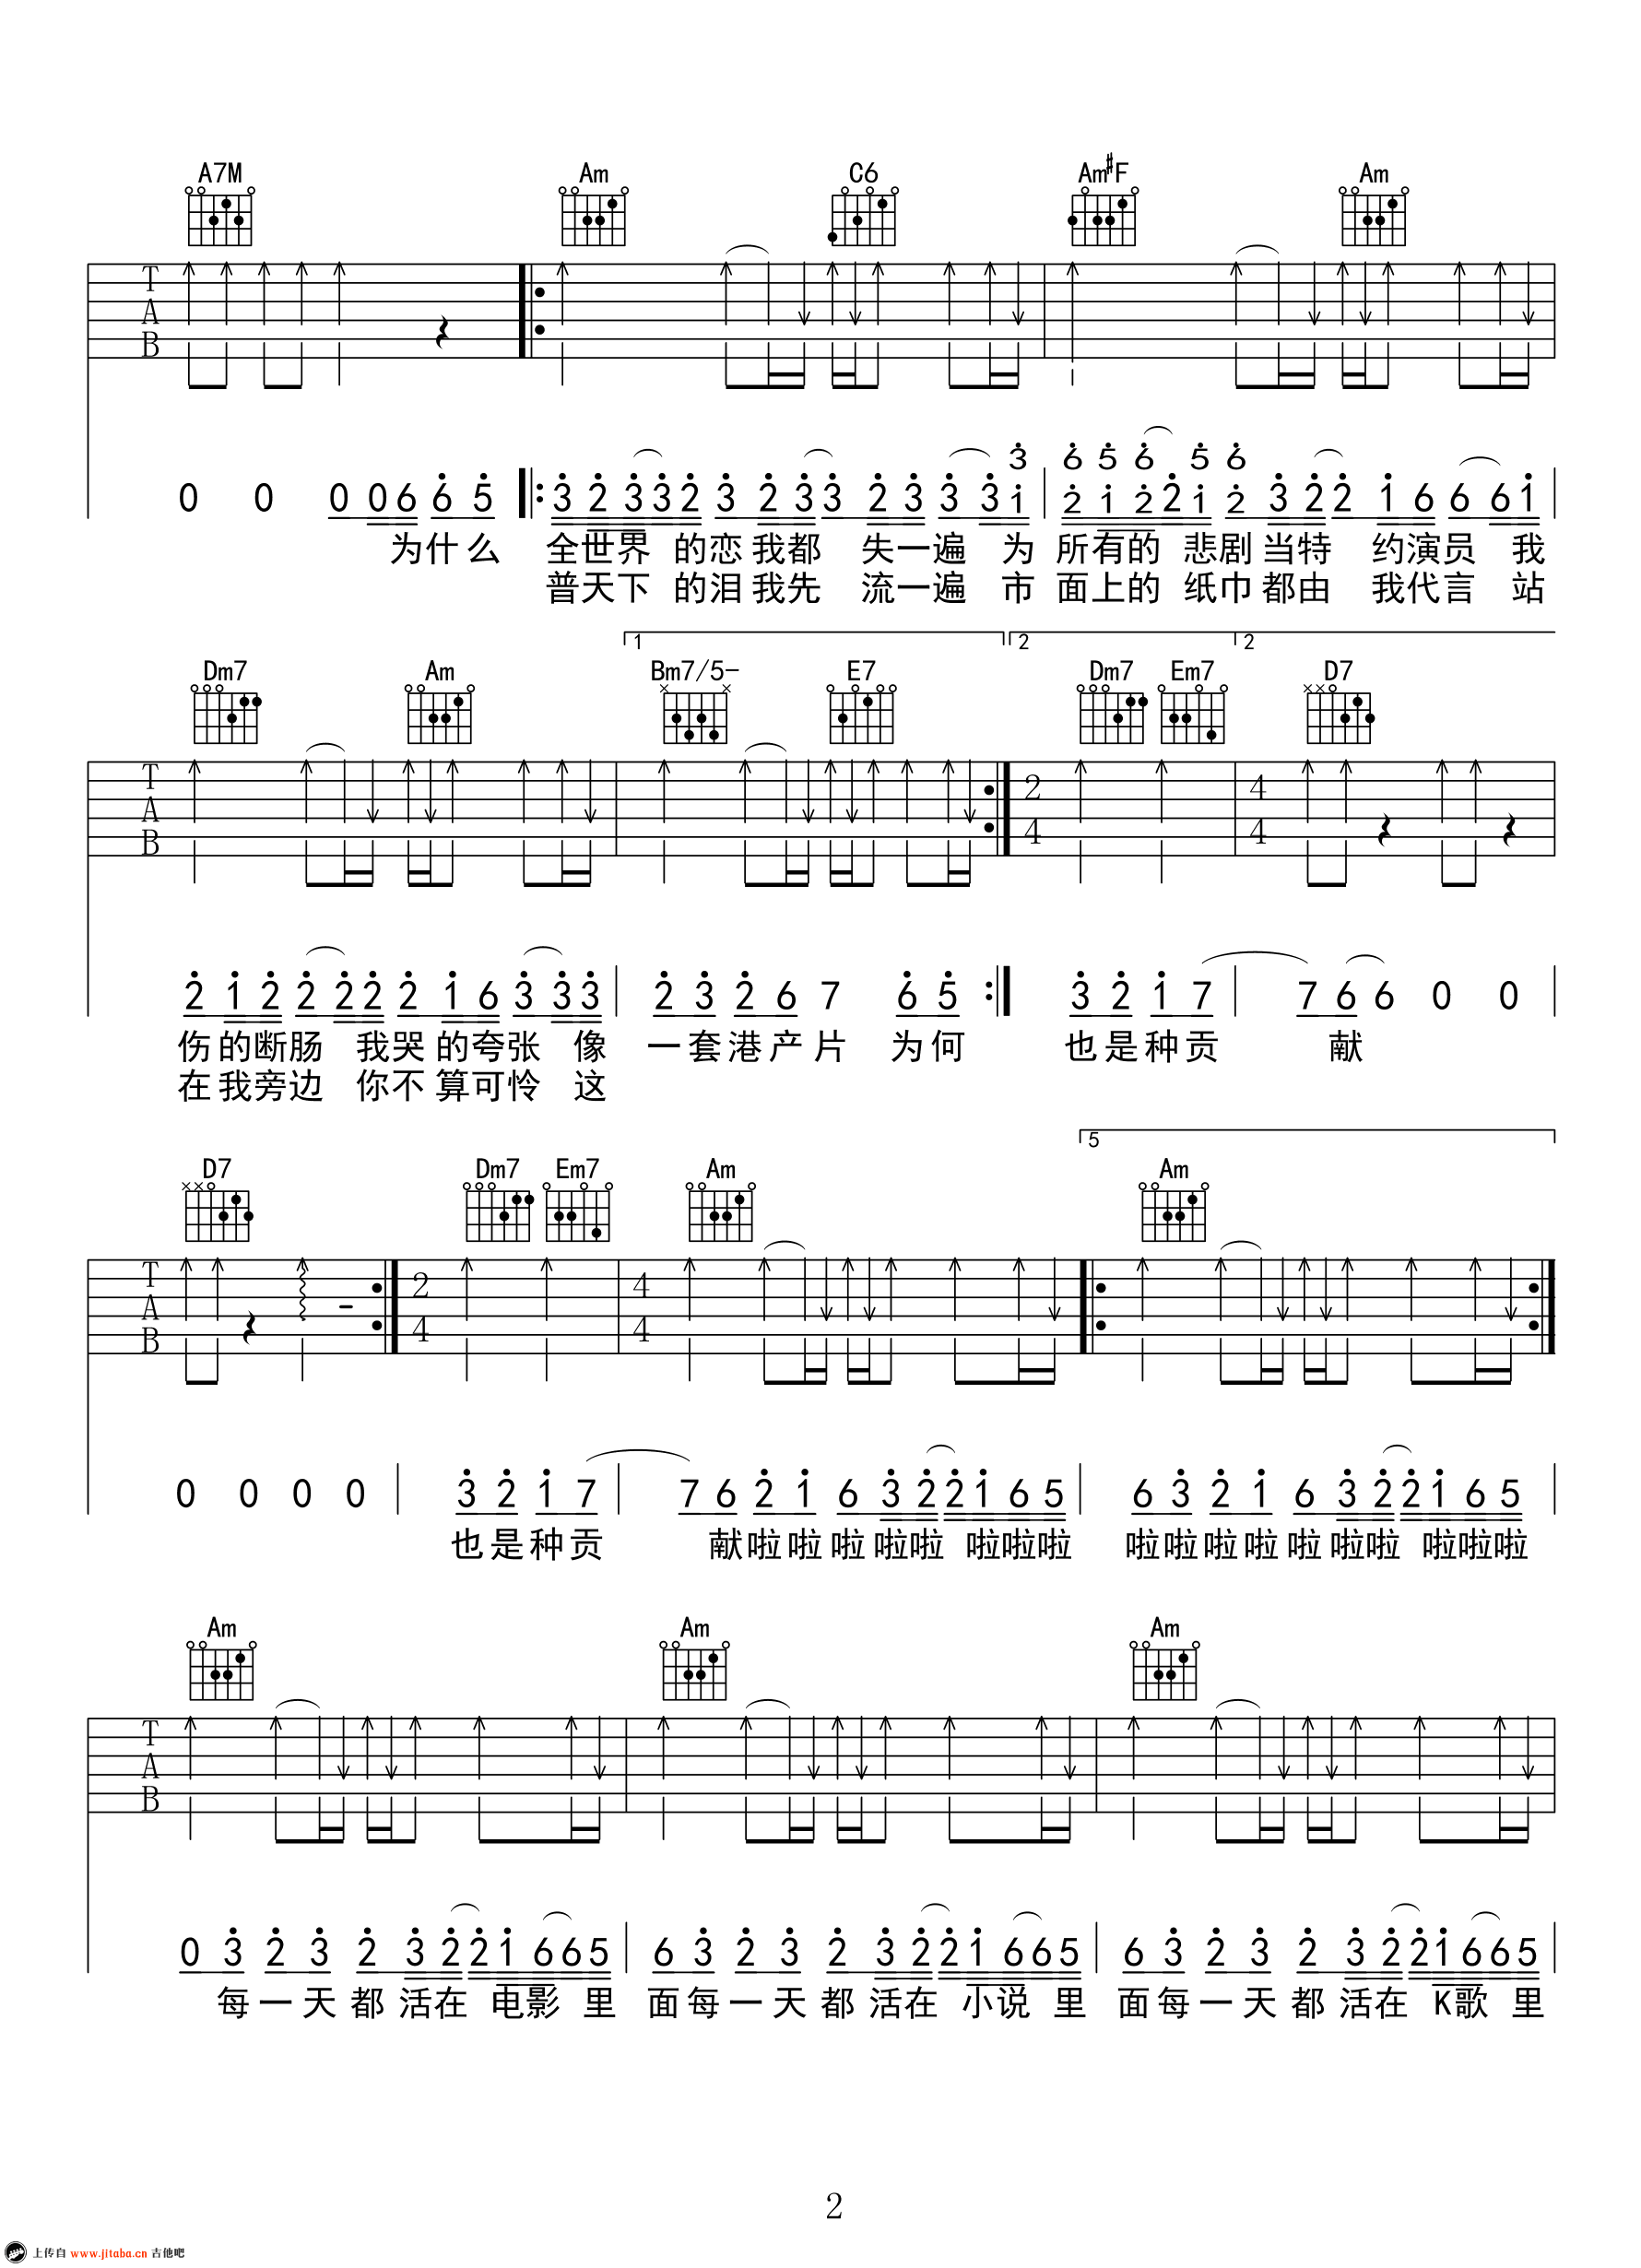 A7M Am C6 Am#F Am
T
A
B
3 6 5 6 5 6
0 0 0 0 6 6 5 3 2 3 3 2 3 2 3 3 2 3 3 3 1 2 1 2 2 1 2 3 2 2 1 6 6 6 1
为什么 全世界 的恋我都 失一遍 为 所有的 悲剧当特 约演员 我
普天下 的泪我先 流一遍 市 面上的 纸巾都由 我代言 站
1 2 2
Dm7 Am Bm7/5- E7 Dm7 Em7 D7
T
A
B
2
4
4
4
2 1 2 2 2 2 2 1 6 3 3 3 2 3 2 6 7 6 5 3 2 1 7 7 6 6 0 0
伤的断肠 我哭的夸张 像 一套港产片 为何 也是种贡 献
在我旁边 你不算可怜 这
5
D7 Dm7 Em7 Am Am
T
A
B
2
4
4
4
0 0 0 0 3 2 1 7 7 6 2 1 6 3 2 2 1 6 5 6 3 2 1 6 3 2 2 1 6 5
也是种贡 献啦啦啦啦啦 啦啦啦 啦啦啦啦啦啦啦 啦啦啦
Am Am Am
T
A
B
0 3 2 3 2 3 2 2 1 6 6 5 6 3 2 3 2 3 2 2 1 6 6 5 6 3 2 3 2 3 2 2 1 6 6 5
每一天都活在 电影 里 面每一天都活在 小说 里 面每一天都活在 K歌 里
2
上传自 www.jitaba.cn 吉他吧